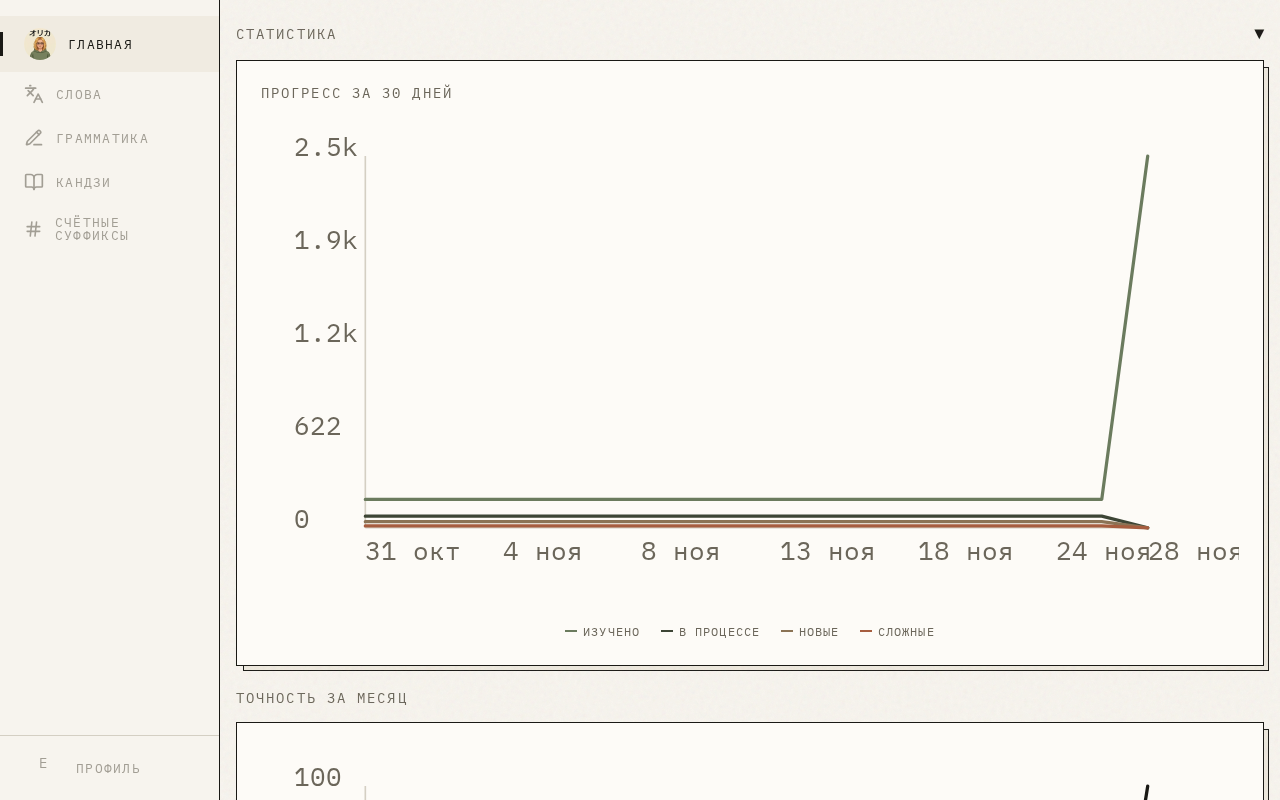 オリカ
ГЛАВНАЯ
СЛОВА
ГРАММАТИКА
КАНДЗИ
СЧЁТНЫЕ
СУФФИКСЫ
Е
ПРОФИЛЬ
СТАТИСТИКА
ПРОГРЕСС ЗА 30 ДНЕЙ
2.5k
1.9k
1.2k
622
0
31 окт 4 ноя 8 ноя 13 ноя 18 ноя 24 ноя 28 ноя
ИЗУЧЕНО В ПРОЦЕССЕ НОВЫЕ СЛОЖНЫЕ
ТОЧНОСТЬ ЗА МЕСЯЦ
100